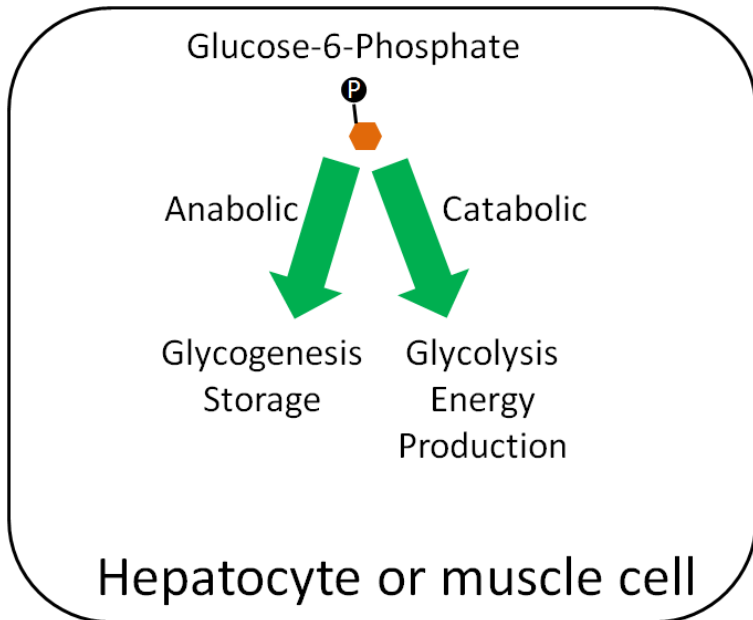 Glucose-6-Phosphate
P
Anabolic
Catabolic
Glycogenesis
Storage
Glycolysis
Energy
Production
Hepatocyte or muscle cell